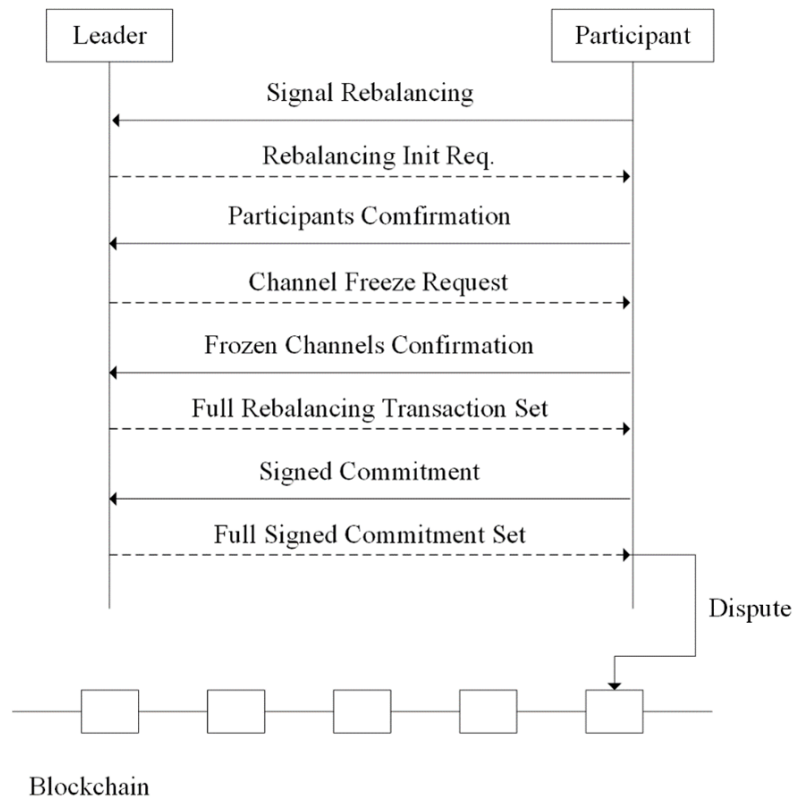 Leader
Participant
Signal Rebalancing
Rebalancing Init Req.
Participants Comfirmation
Channel Freeze Request
Frozen Channels Confirmation
Full Rebalancing Transaction Set
Signed Commitment
Full Signed Commitment Set
Dispute
Blockchain